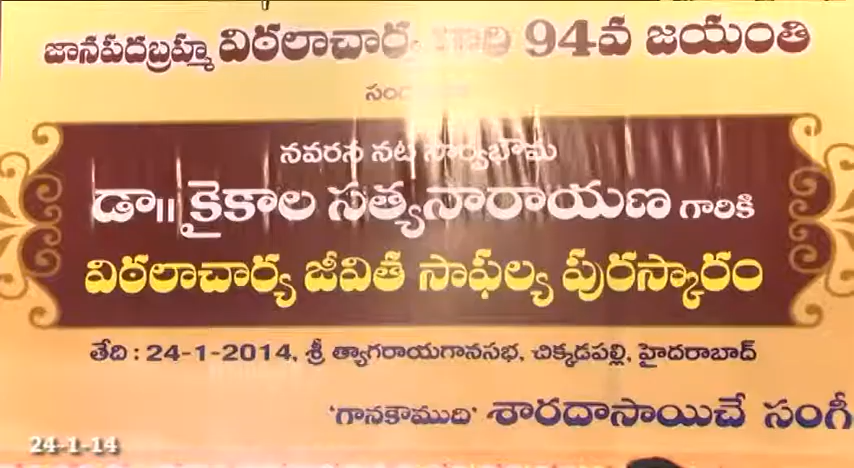 జానపదబ్రహ్మ విఠలాచార్య గారి 94వ జయంతి
నవరస నట సార్వభౌమ
డా॥ కైకాల సత్యనారాయణ గారికి
విఠలాచార్య జీవిత సాఫల్య పురస్కారం
తేది : 24-1-2014, శ్రీ త్యాగరాయగానసభ, చిక్కడపల్లి, హైదరాబాద్
'గానకౌముది' శారదాసాయిచే సంగీ
24-1-14